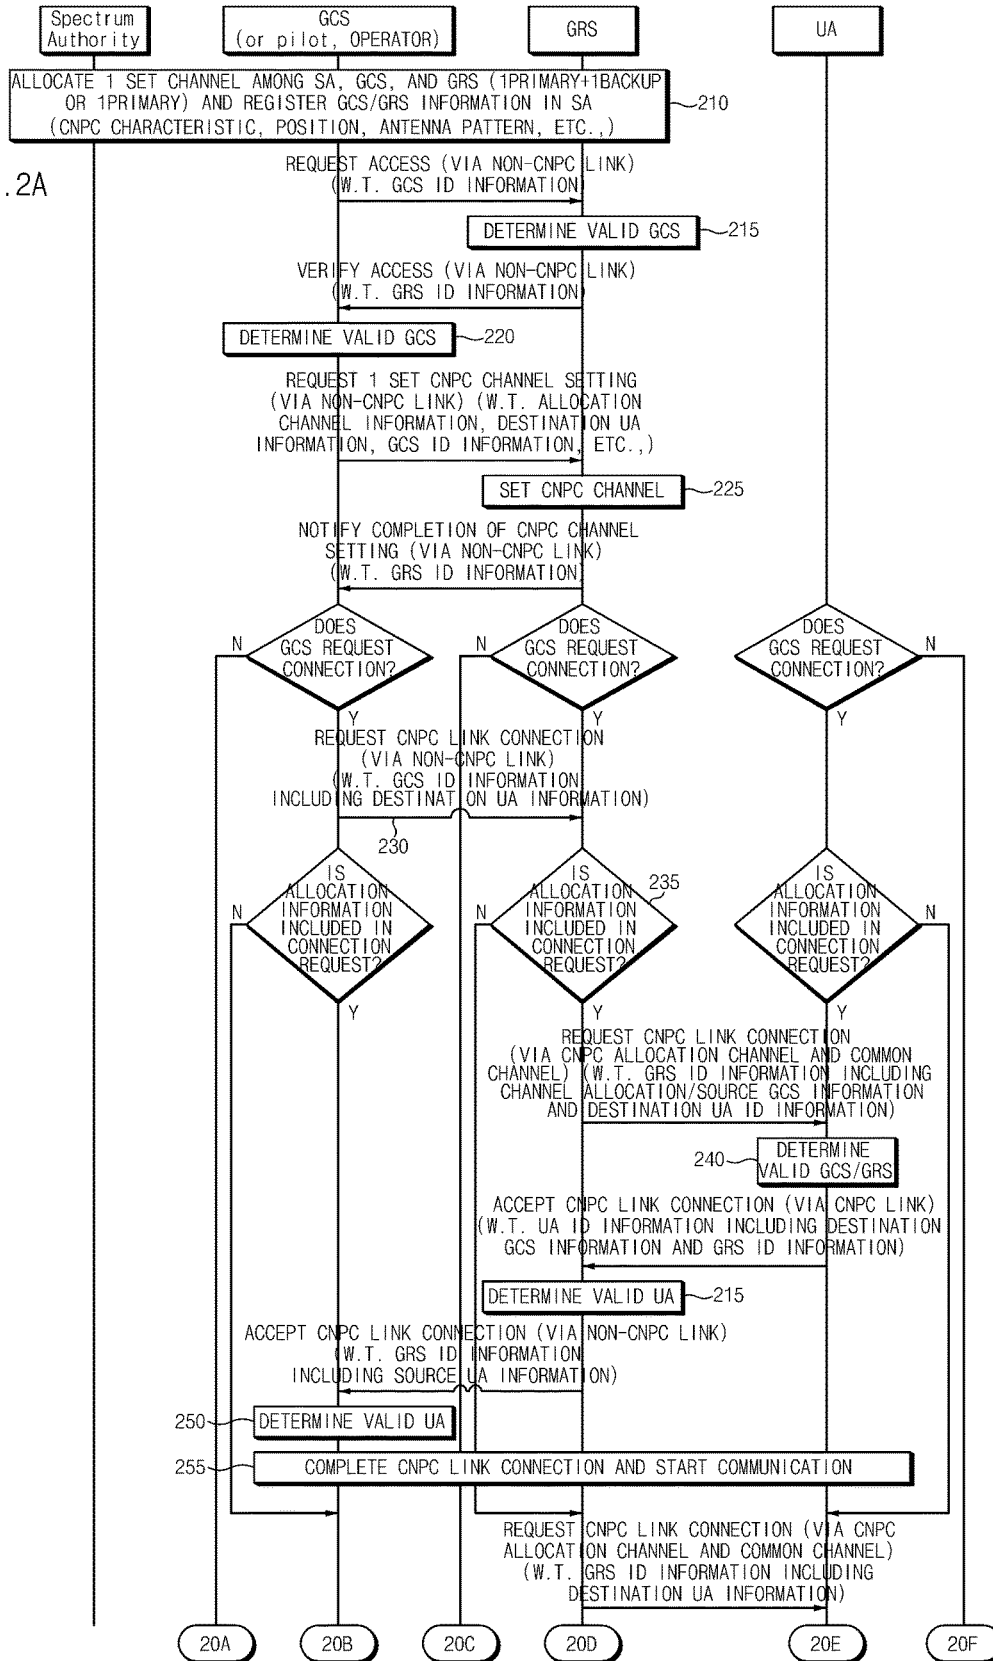 Spectrum
Authority
GCS
(or pilot, OPERATOR)
GRS
UA
ALLOCATE 1 SET CHANNEL AMONG SA, GCS, AND GRS (1PRIMARY+1BACKUP
OR 1PRIMARY) AND REGISTER GCS/GRS INFORMATION IN SA
(CNPC CHARACTERISTIC, POSITION, ANTENNA PATTERN, ETC.,)
210
.2A
REQUEST ACCESS (VIA NON-CNPC LINK)
(W.T. GCS ID INFORMATION)
DETERMINE VALID GCS
215
VERIFY ACCESS (VIA NON-CNPC LINK)
(W.T. GRS ID INFORMATION)
DETERMINE VALID GCS
220
REQUEST 1 SET CNPC CHANNEL SETTING
(VIA NON-CNPC LINK) (W.T. ALLOCATION
CHANNEL INFORMATION, DESTINATION UA
INFORMATION, GCS ID INFORMATION, ETC.,)
SET CNPC CHANNEL
225
NOTIFY COMPLETION OF CNPC CHANNEL
SETTING (VIA NON-CNPC LINK)
(W.T. GRS ID INFORMATION)
DOES
GCS REQUEST
CONNECTION?
N
Y
DOES
GCS REQUEST
CONNECTION?
N
Y
DOES
GCS REQUEST
CONNECTION?
N
Y
REQUEST CNPC LINK CONNECTION
(VIA NON-CNPC LINK)
(W.T. GCS ID INFORMATION
INCLUDING DESTINATION UA INFORMATION)
230
IS
ALLOCATION
INFORMATION
INCLUDED IN
CONNECTION
REQUEST?
N
Y
IS
ALLOCATION
INFORMATION
INCLUDED IN
CONNECTION
REQUEST?
235
N
Y
IS
ALLOCATION
INFORMATION
INCLUDED IN
CONNECTION
REQUEST?
N
Y
REQUEST CNPC LINK CONNECTION
(VIA CNPC ALLOCATION CHANNEL AND COMMON
CHANNEL) (W.T. GRS ID INFORMATION INCLUDING
CHANNEL ALLOCATION/SOURCE GCS INFORMATION
AND DESTINATION UA ID INFORMATION)
240
DETERMINE
VALID GCS/GRS
ACCEPT CNPC LINK CONNECTION (VIA CNPC LINK)
(W.T. UA ID INFORMATION INCLUDING DESTINATION
GCS INFORMATION AND GRS ID INFORMATION)
DETERMINE VALID UA
215
ACCEPT CNPC LINK CONNECTION (VIA NON-CNPC LINK)
(W.T. GRS ID INFORMATION
INCLUDING SOURCE UA INFORMATION)
250
DETERMINE VALID UA
255
COMPLETE CNPC LINK CONNECTION AND START COMMUNICATION
REQUEST CNPC LINK CONNECTION (VIA CNPC
ALLOCATION CHANNEL AND COMMON CHANNEL)
(W.T. GRS ID INFORMATION INCLUDING
DESTINATION UA INFORMATION)
20A
20B
20C
20D
20E
20F